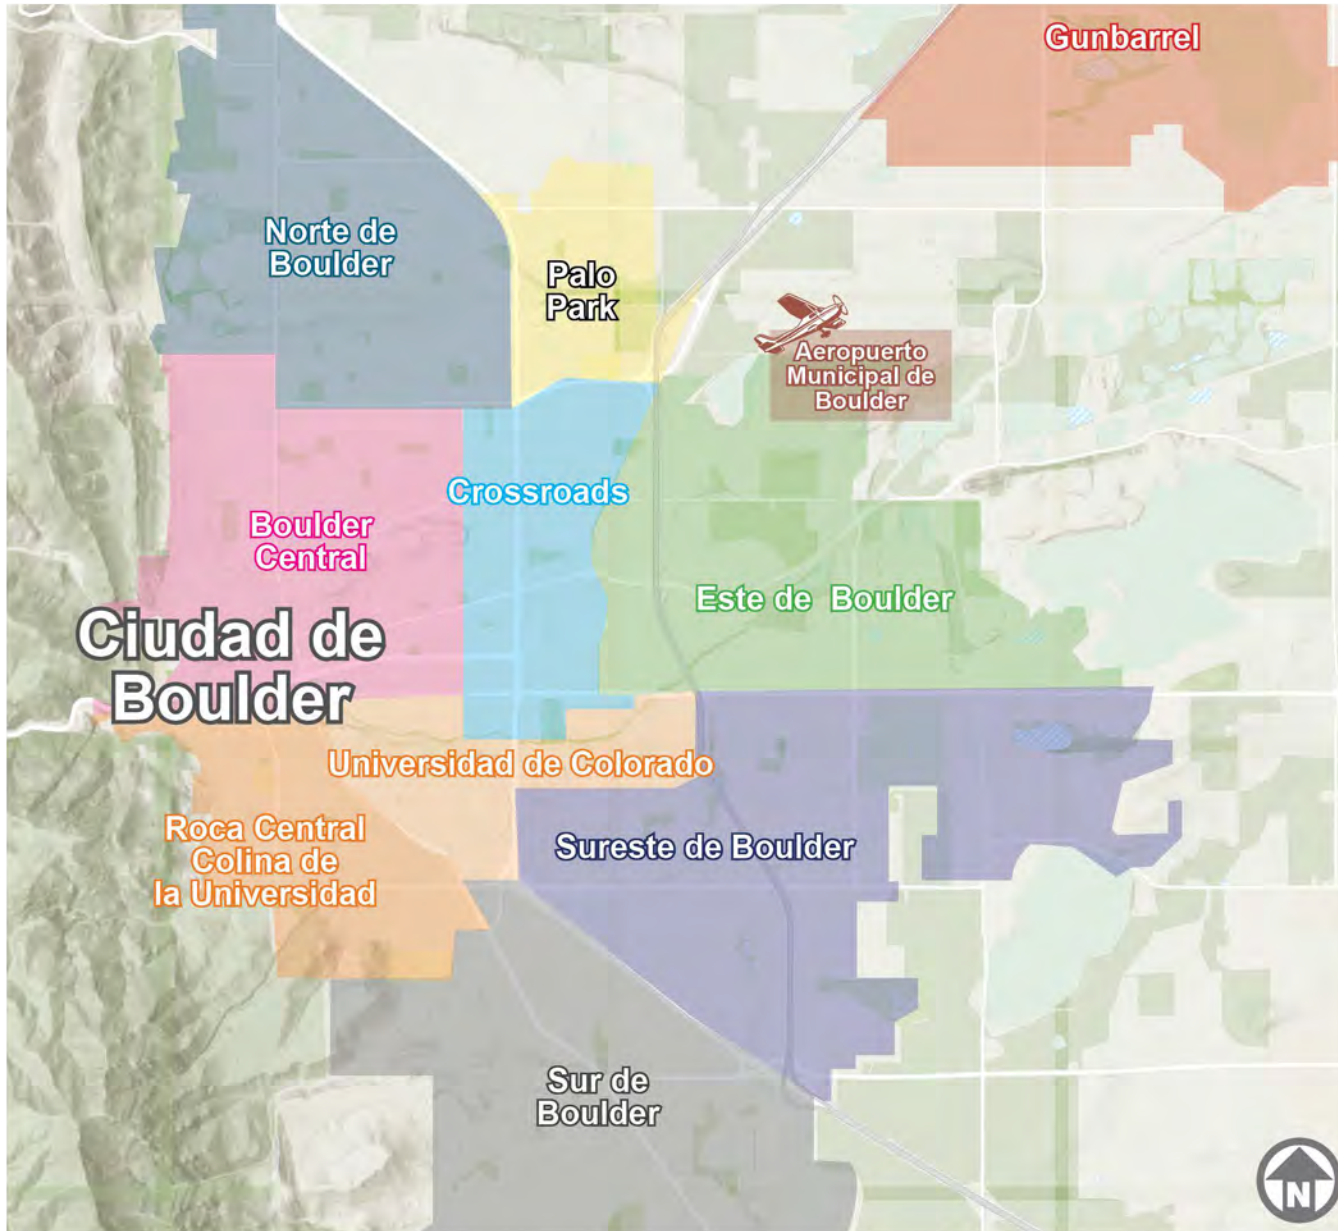 Gunbarrel
Norte de
Boulder
Palo
Park
Aeropuerto
Municipal de
Boulder
Crossroads
Boulder
Central
Este de Boulder
Ciudad de
Boulder
Universidad de Colorado
Roca Central
Colina de
la Universidad
Sureste de Boulder
Sur de
Boulder
N